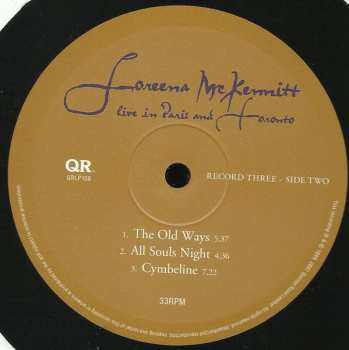 Loreena McKennitt
live in Paris and Toronto
QR
QRLP108
RECORD THREE - SIDE TWO
1. The Old Ways 5.37
2. All Souls Night 4.36
3. Cymbeline 7.22
33RPM